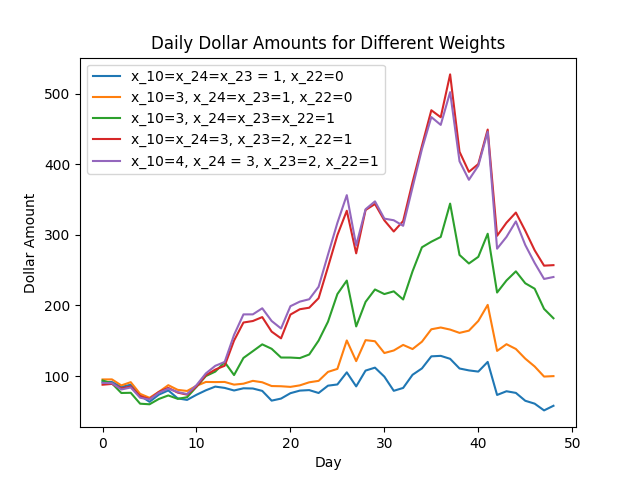 Daily Dollar Amounts for Different Weights
x_10=x_24=x_23 = 1, x_22=0
x_10=3, x_24=x_23=1, x_22=0
x_10=3, x_24=x_23=x_22=1
x_10=x_24=3, x_23=2, x_22=1
x_10=4, x_24 = 3, x_23=2, x_22=1
Dollar Amount
500
400
300
200
100
0 10 20 30 40 50
Day